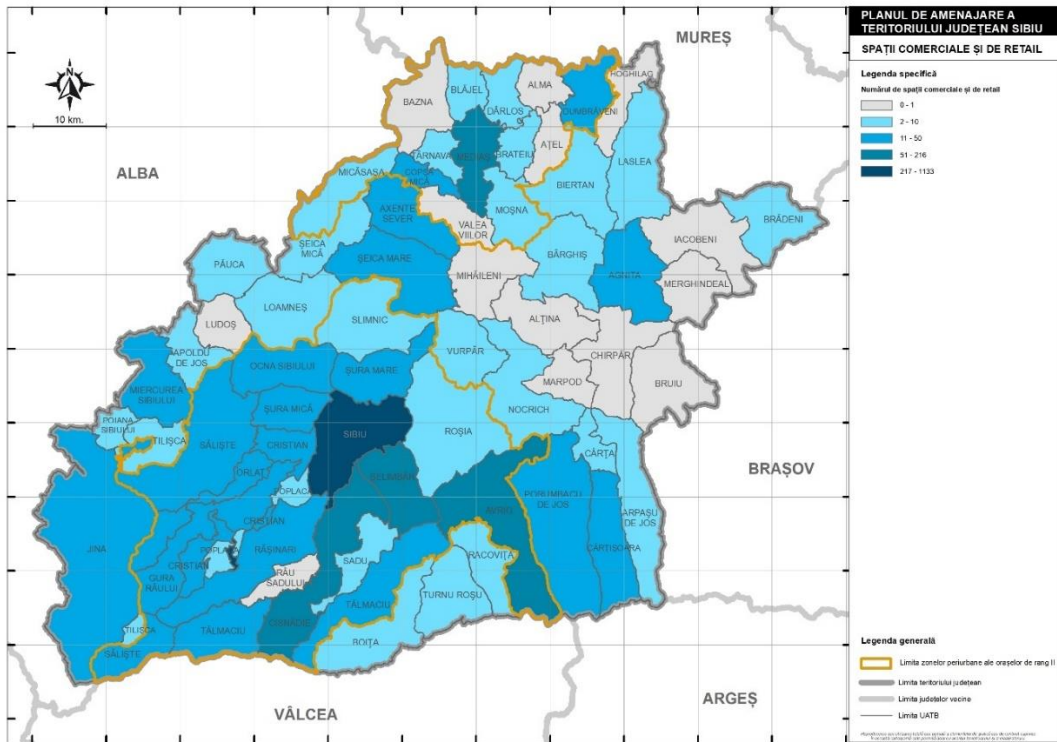 PLANUL DE AMENAJARE A
TERITORIULUI JUDEȚEAN SIBIU
SPAȚII COMERCIALE ȘI DE RETAIL
Legenda specifică
Numărul de spații comerciale și de retail
0 - 1
2 - 10
11 - 50
51 - 216
217 - 1133
MUREȘ
N
10 km.
ALBA
BRAȘOV
ARGEȘ
VÂLCEA
BAZNA
BLĂJEL
ALMA
HOGHILAG
DÂRLOS
DUMBRĂVENI
TÂRNAVA
MEDIAȘ
BRATEIU
AȚEL
LASLEA
MICĂSASA
COPȘA
MICĂ
BIERTAN
AXENTE
SEVER
MOȘNA
VALEA
VIILOR
BRĂDENI
IACOBENI
ȘEICA
MICĂ
ȘEICA MARE
BÂRGHIȘ
PĂUCA
MIHĂILENI
AGNITA
MERGHINDEAL
LOAMNEȘ
LUDOȘ
SLIMNIC
ALȚINA
APOLDU
DE JOS
VURPĂR
CHIRPĂR
OCNA SIBIULUI
ȘURA MARE
MARPOD
BRUIU
MIERCUREA
SIBIULUI
ȘURA MICĂ
NOCRICH
POIANA
SIBIULUI
TILIȘCA
SĂLIȘTE
CRISTIAN
SIBIU
ROȘIA
CÂRȚA
ORLAT
ȘELIMBĂR
POPLACA
PORUMBACU
DE JOS
AVRIG
ARPAȘU
DE JOS
CRISTIAN
JINA
RĂȘINARI
POPLACA
CÂRȚIȘOARA
CRISTIAN
RACOVIȚA
SADU
GURA
RÂULUI
RÂU
SADULUI
TURNU ROȘU
TĂLMACIU
CISNĂDIE
TILIȘCA
TĂLMACIU
BOIȚA
SĂLIȘTE
Legenda generală
Limita zonelor periurbane ale orașelor de rang II
Limita teritoriului județean
Limita județelor vecine
Limita UATB